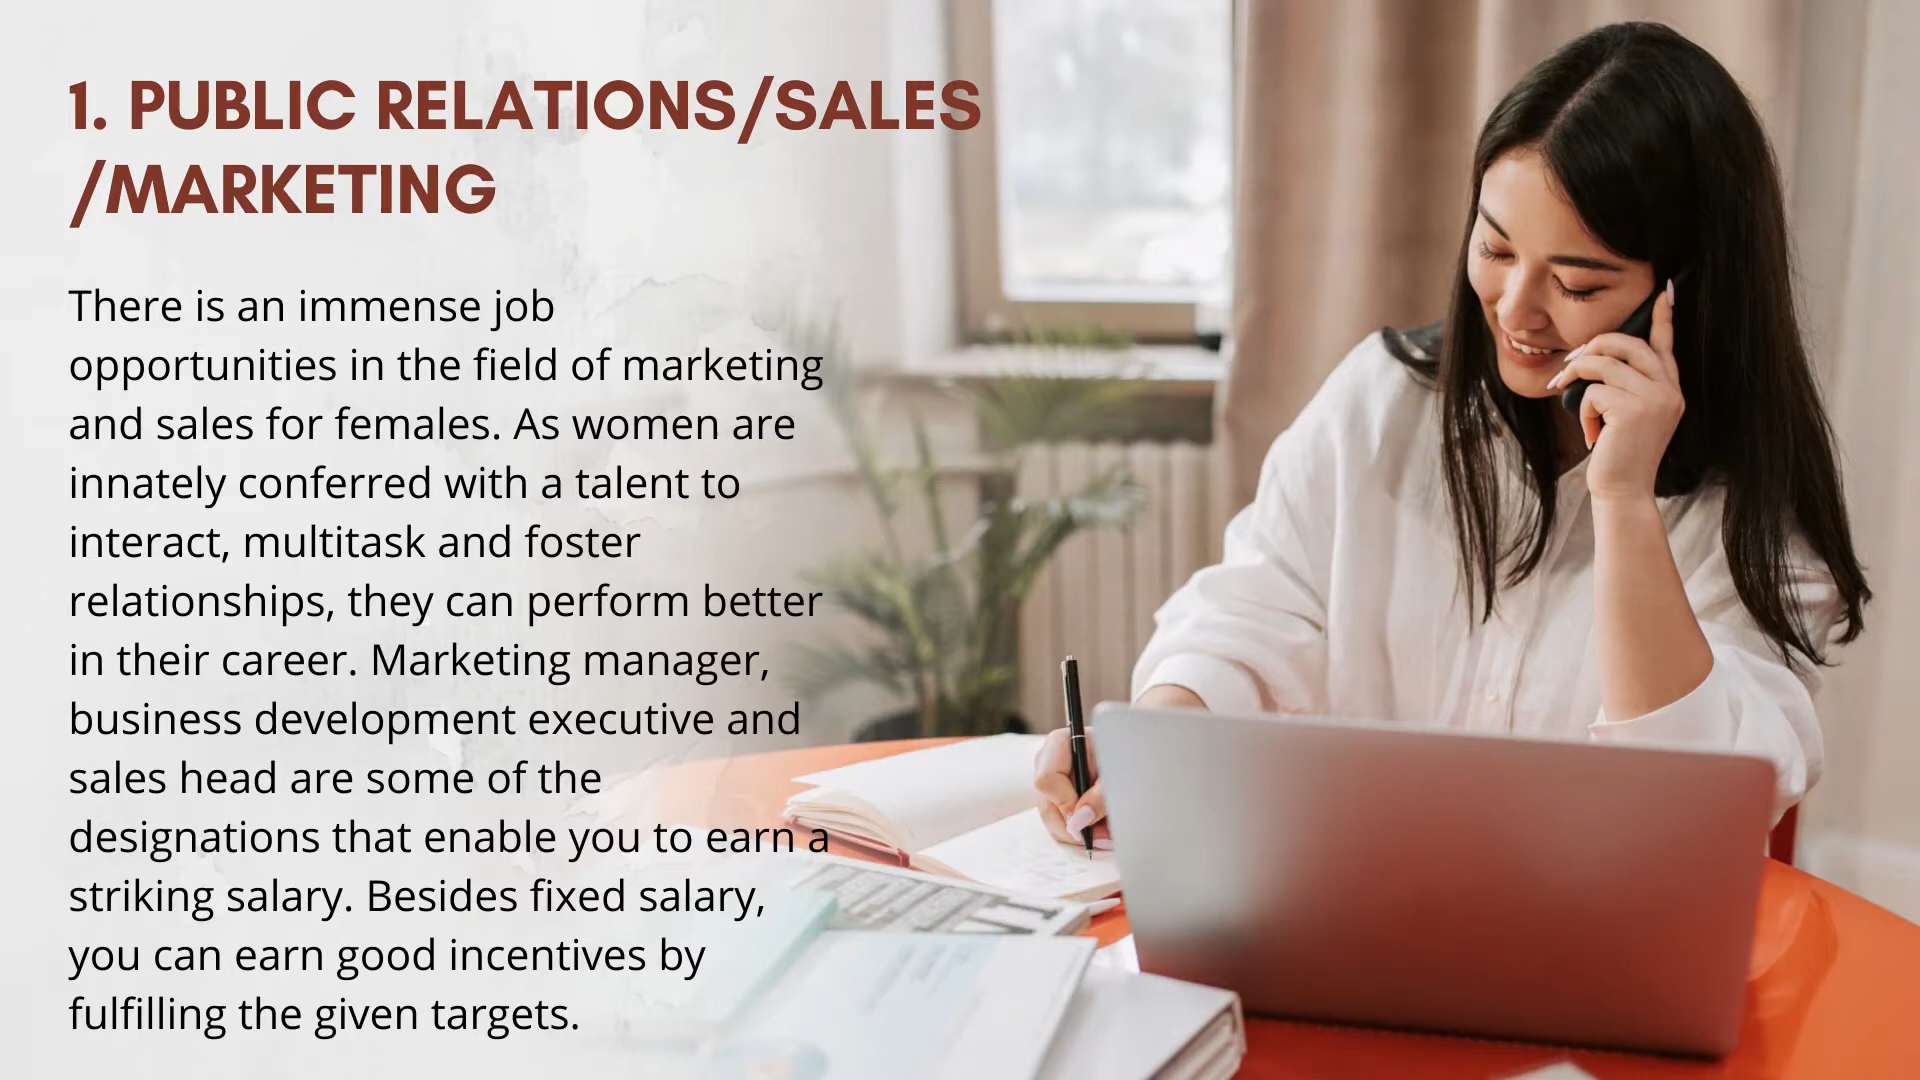 1. PUBLIC RELATIONS/SALES
/MARKETING
There is an immense job
opportunities in the field of marketing
and sales for females. As women are
innately conferred with a talent to
interact, multitask and foster
relationships, they can perform better
in their career. Marketing manager,
business development executive and
sales head are some of the
designations that enable you to earn a
striking salary. Besides fixed salary,
you can earn good incentives by
fulfilling the given targets.